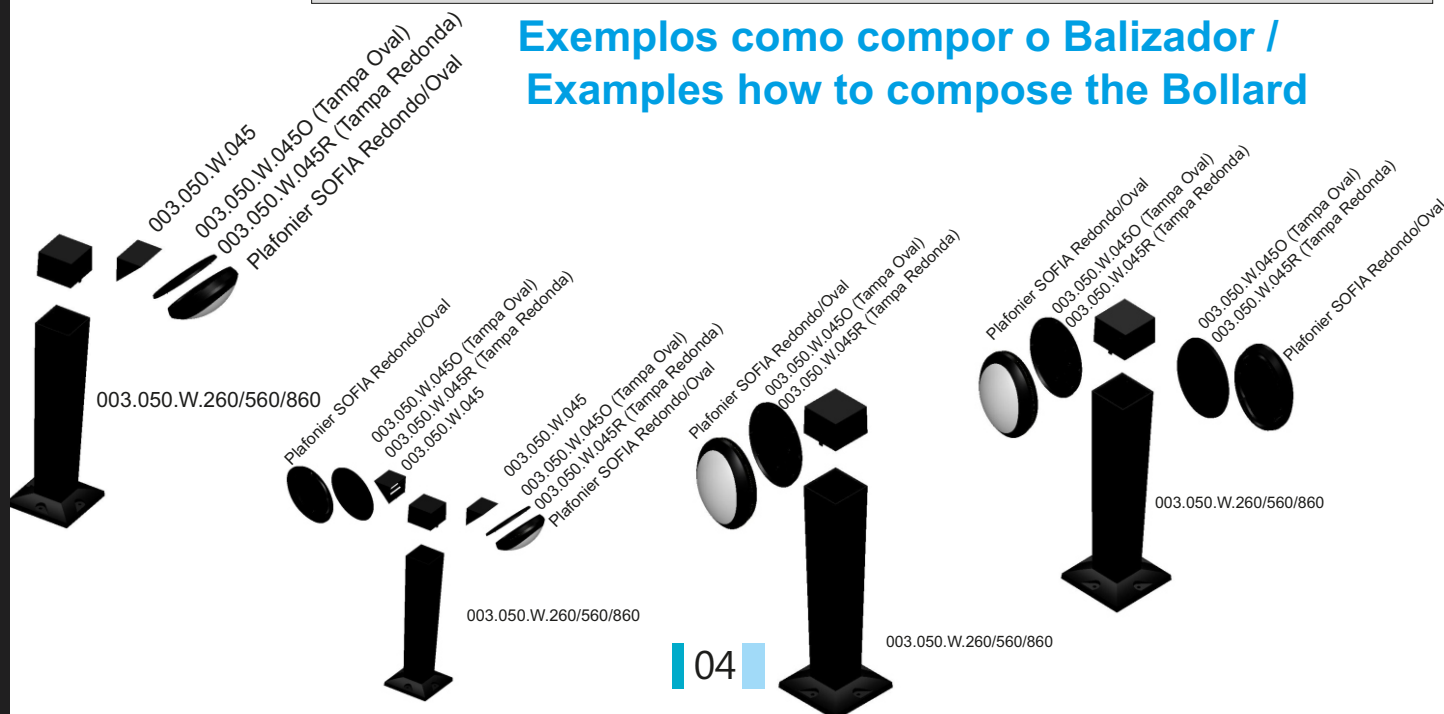 Exemplos como compor o Balizador /
Examples how to compose the Bollard
003.050.W.045
003.050.W.045O (Tampa Oval)
003.050.W.045R (Tampa Redonda)
Plafonier SOFIA Redondo/Oval
003.050.W.260/560/860
Plafonier SOFIA Redondo/Oval
003.050.W.045O (Tampa Oval)
003.050.W.045R (Tampa Redonda)
003.050.W.045
003.050.W.045
003.050.W.045O (Tampa Oval)
003.050.W.045R (Tampa Redonda)
Plafonier SOFIA Redondo/Oval
003.050.W.260/560/860
Plafonier SOFIA Redondo/Oval
003.050.W.045O (Tampa Oval)
003.050.W.045R (Tampa Redonda)
003.050.W.260/560/860
Plafonier SOFIA Redondo/Oval
003.050.W.045O (Tampa Oval)
003.050.W.045R (Tampa Redonda)
003.050.W.045O (Tampa Oval)
003.050.W.045R (Tampa Redonda)
Plafonier SOFIA Redondo/Oval
003.050.W.260/560/860
04